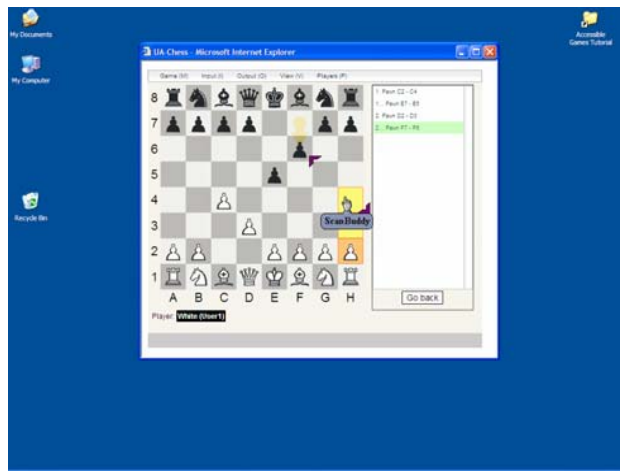 My Documents
Accessible
Games Tutorial
My Computer
Recycle Bin
UA-Chess - Microsoft Internet Explorer
Game (M) Input (I) Output (O) View (V) Players (P)
1. Pawn C2 - C4
1... Pawn E7 - E5
2. Pawn D2 - D3
2... Pawn F7 - F6
8
7
6
5
4
3
ScanBuddy
2
1
A B C D E F G H
Go back
Player: White (User1)